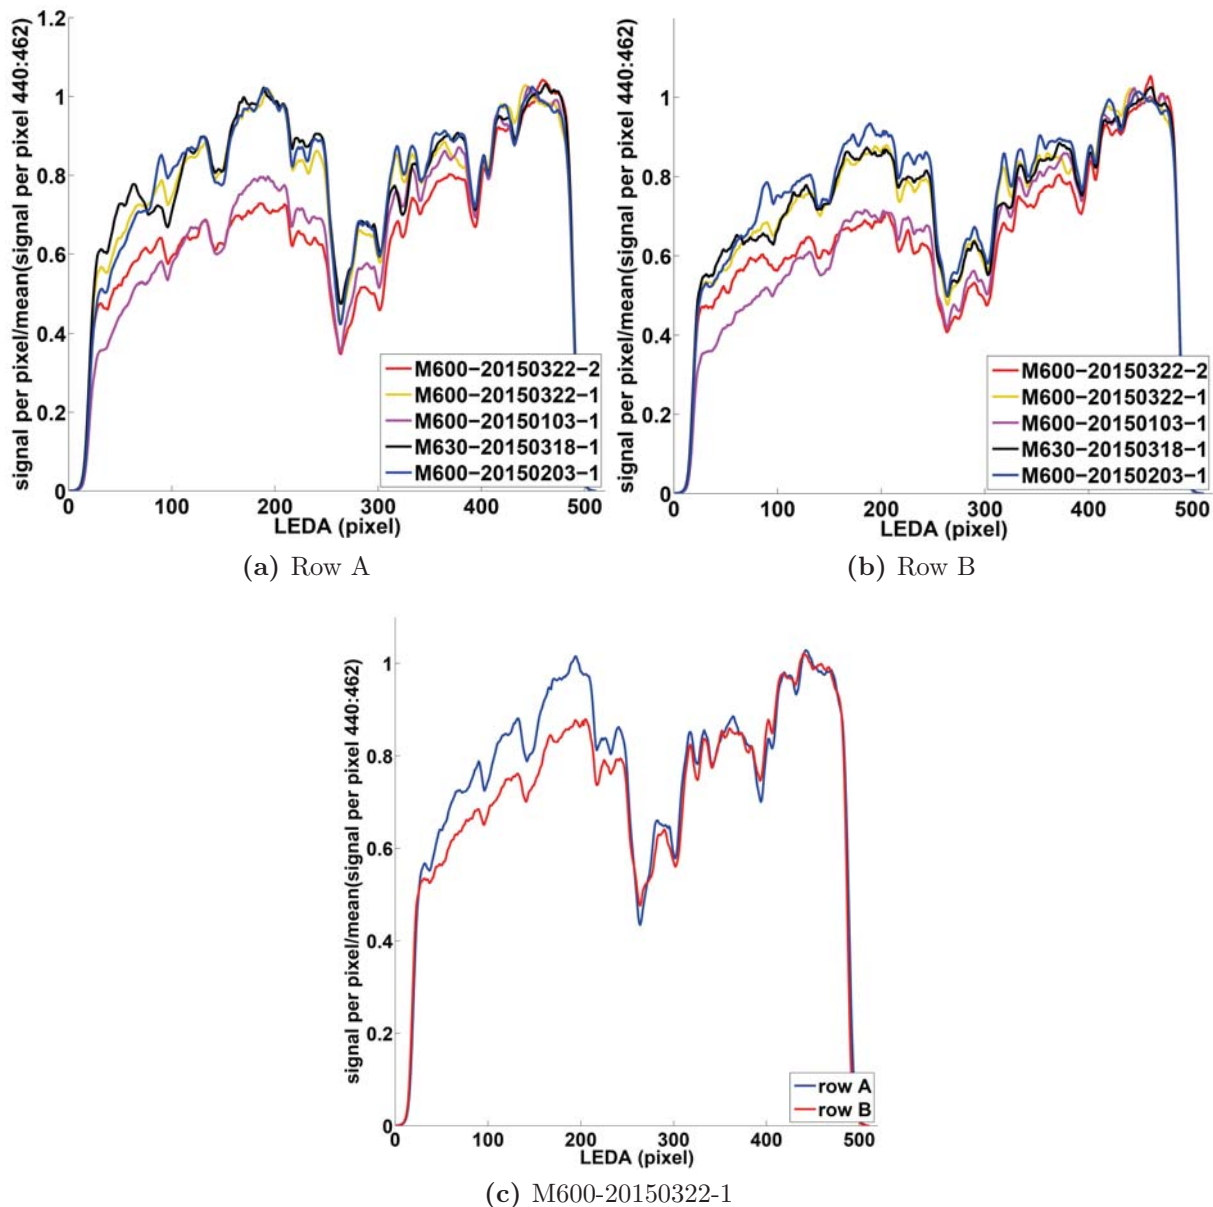 signal per pixel/mean(signal per pixel 440:462)
1.2
1
0.8
0.6
0.4
0.2
0
0 100 200 300 400 500
LEDA (pixel)
M600-20150322-2
M600-20150322-1
M600-20150103-1
M630-20150318-1
M600-20150203-1
(a) Row A
signal per pixel/mean(signal per pixel 440:462)
1
0.8
0.6
0.4
0.2
0
0 100 200 300 400 500
LEDA (pixel)
M600-20150322-2
M600-20150322-1
M600-20150103-1
M630-20150318-1
M600-20150203-1
(b) Row B
signal per pixel/mean(signal per pixel 440:462)
1
0.8
0.6
0.4
0.2
0
0 100 200 300 400 500
LEDA (pixel)
row A
row B
(c) M600-20150322-1